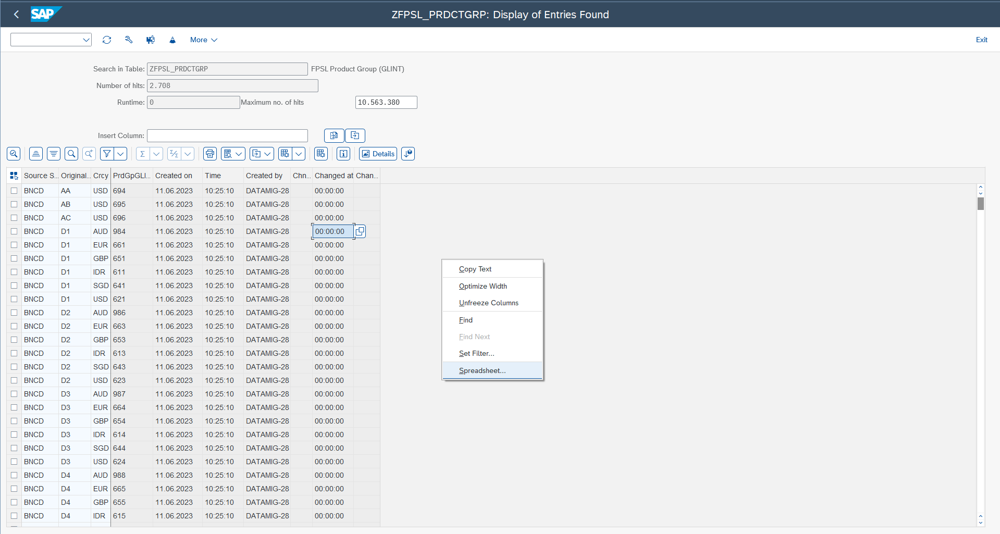 SAP
ZFPSL_PRDCTGRP: Display of Entries Found
More
Exit
Search in Table: ZFPSL_PRDCTGRP FPSL Product Group (GLINT)
Number of hits: 2.708
Runtime: 0 Maximum no. of hits 10.563.380
Insert Column:
Details
Source S... Original... Crcy PrdGpGLI... Created on Time Created by Chn... Changed at Chan...
BNCD AA USD 694 11.06.2023 10:25:10 DATAMIG-28 00:00:00
BNCD AB USD 695 11.06.2023 10:25:10 DATAMIG-28 00:00:00
BNCD AC USD 696 11.06.2023 10:25:10 DATAMIG-28 00:00:00
BNCD D1 AUD 984 11.06.2023 10:25:10 DATAMIG-28 00:00:00
BNCD D1 EUR 661 11.06.2023 10:25:10 DATAMIG-28 00:00:00
BNCD D1 GBP 651 11.06.2023 10:25:10 DATAMIG-28 00:00:00
BNCD D1 IDR 611 11.06.2023 10:25:10 DATAMIG-28 00:00:00
BNCD D1 SGD 641 11.06.2023 10:25:10 DATAMIG-28 00:00:00
BNCD D1 USD 621 11.06.2023 10:25:10 DATAMIG-28 00:00:00
BNCD D2 AUD 986 11.06.2023 10:25:10 DATAMIG-28 00:00:00
BNCD D2 EUR 663 11.06.2023 10:25:10 DATAMIG-28 00:00:00
BNCD D2 GBP 653 11.06.2023 10:25:10 DATAMIG-28 00:00:00
BNCD D2 IDR 613 11.06.2023 10:25:10 DATAMIG-28 00:00:00
BNCD D2 SGD 643 11.06.2023 10:25:10 DATAMIG-28 00:00:00
BNCD D2 USD 623 11.06.2023 10:25:10 DATAMIG-28 00:00:00
BNCD D3 AUD 987 11.06.2023 10:25:10 DATAMIG-28 00:00:00
BNCD D3 EUR 664 11.06.2023 10:25:10 DATAMIG-28 00:00:00
BNCD D3 GBP 654 11.06.2023 10:25:10 DATAMIG-28 00:00:00
BNCD D3 IDR 614 11.06.2023 10:25:10 DATAMIG-28 00:00:00
BNCD D3 SGD 644 11.06.2023 10:25:10 DATAMIG-28 00:00:00
BNCD D3 USD 624 11.06.2023 10:25:10 DATAMIG-28 00:00:00
BNCD D4 AUD 988 11.06.2023 10:25:10 DATAMIG-28 00:00:00
BNCD D4 EUR 665 11.06.2023 10:25:10 DATAMIG-28 00:00:00
BNCD D4 GBP 655 11.06.2023 10:25:10 DATAMIG-28 00:00:00
BNCD D4 IDR 615 11.06.2023 10:25:10 DATAMIG-28 00:00:00
Copy Text
Optimize Width
Unfreeze Columns
Find
Find Next
Set Filter...
Spreadsheet...